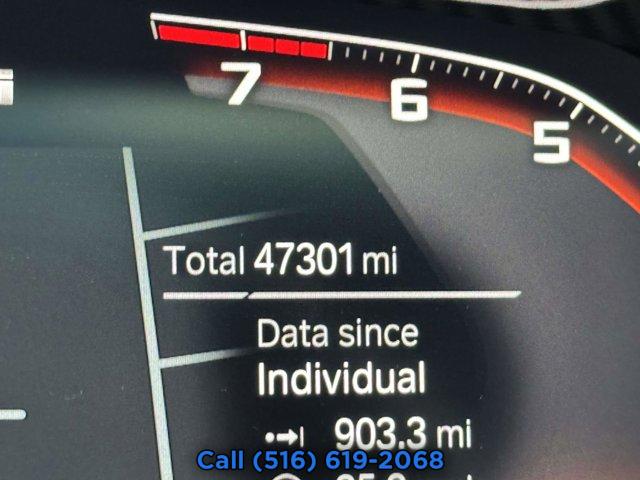 7 6 5
Total 47301 mi
Data since
Individual
903.3 mi
Call (516) 619-2068